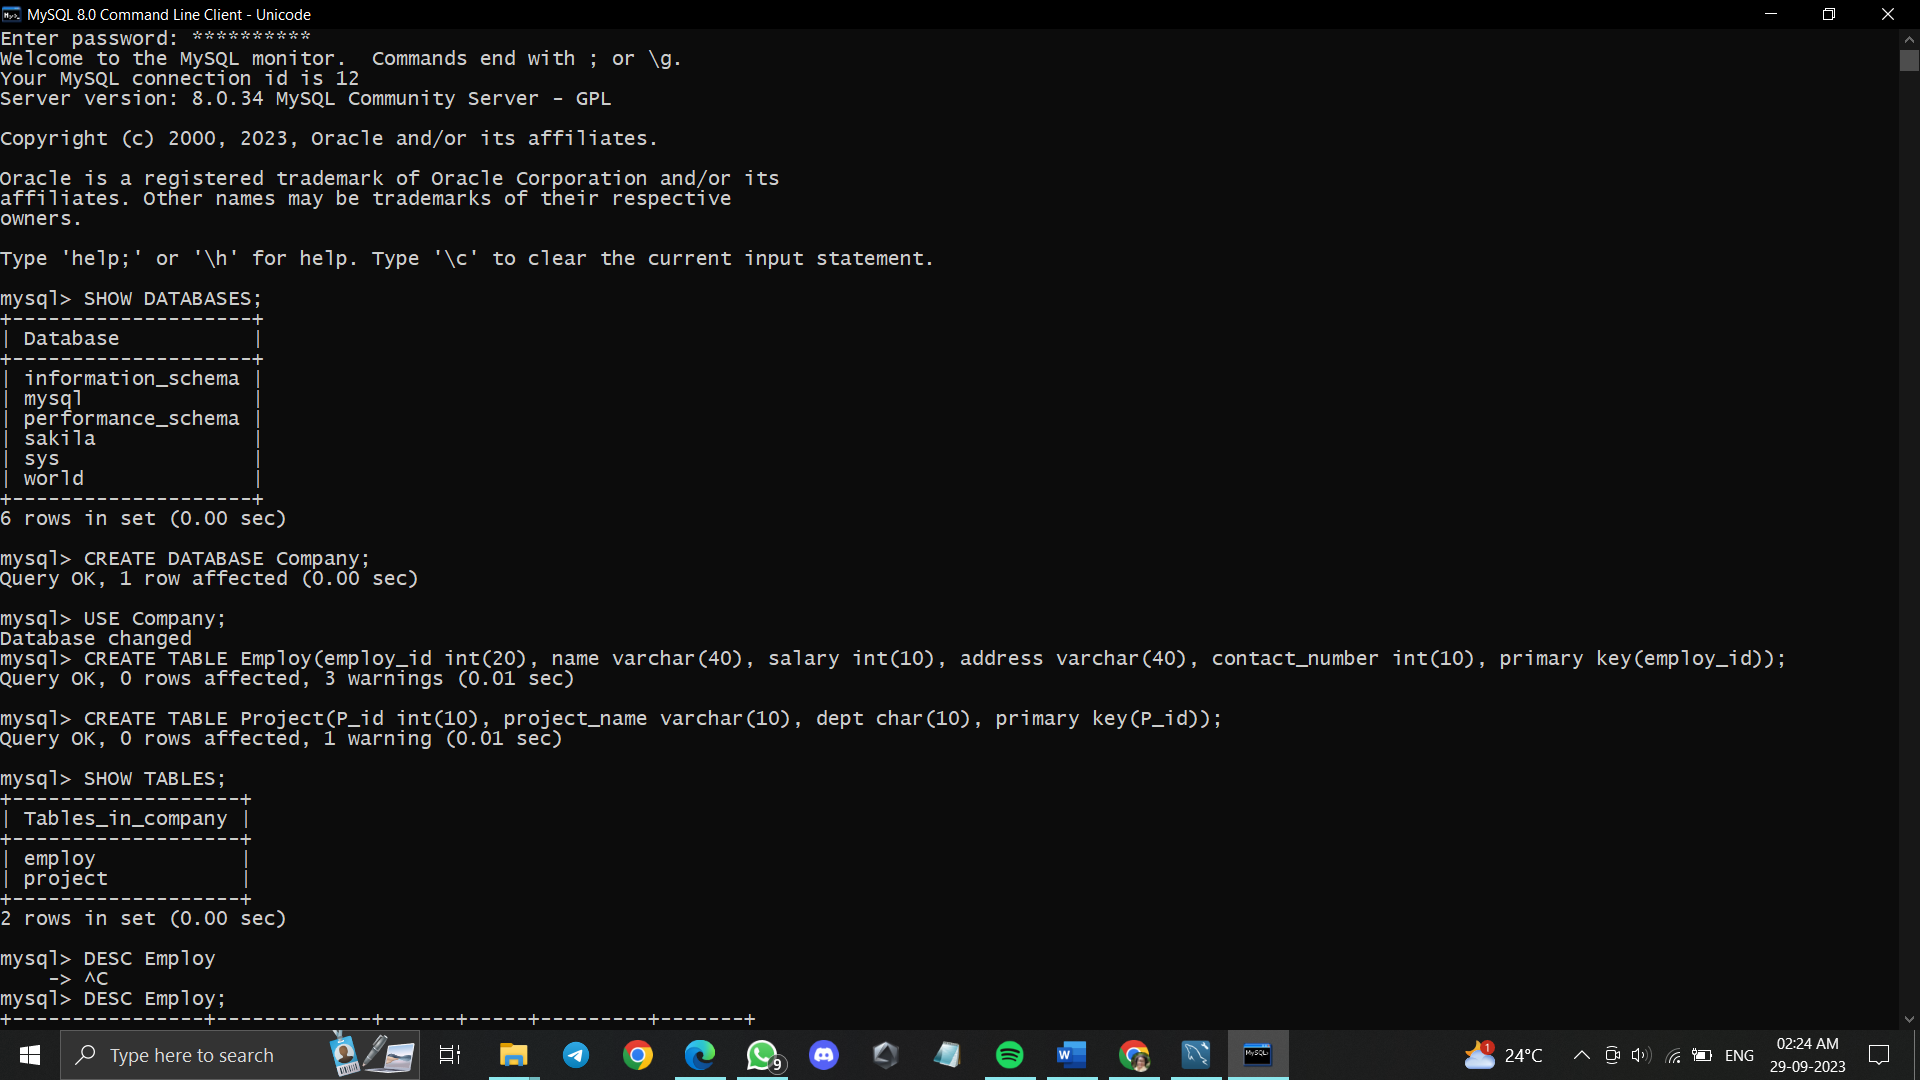 MySQL 8.0 Command Line Client - Unicode
Enter password: **********
Welcome to the MySQL monitor.  Commands end with ; or \g.
Your MySQL connection id is 12
Server version: 8.0.34 MySQL Community Server - GPL

Copyright (c) 2000, 2023, Oracle and/or its affiliates.

Oracle is a registered trademark of Oracle Corporation and/or its
affiliates. Other names may be trademarks of their respective
owners.

Type 'help;' or '\h' for help. Type '\c' to clear the current input statement.

mysql> SHOW DATABASES;
+--------------------+
| Database           |
+--------------------+
| information_schema |
| mysql              |
| performance_schema |
| sakila             |
| sys                |
| world              |
+--------------------+
6 rows in set (0.00 sec)

mysql> CREATE DATABASE Company;
Query OK, 1 row affected (0.00 sec)

mysql> USE Company;
Database changed
mysql> CREATE TABLE Employ(employ_id int(20), name varchar(40), salary int(10), address varchar(40), contact_number int(10), primary key(employ_id));
Query OK, 0 rows affected, 3 warnings (0.01 sec)

mysql> CREATE TABLE Project(P_id int(10), project_name varchar(10), dept char(10), primary key(P_id));
Query OK, 0 rows affected, 1 warning (0.01 sec)

mysql> SHOW TABLES;
+-------------------+
| Tables_in_company |
+-------------------+
| employ            |
| project           |
+-------------------+
2 rows in set (0.00 sec)

mysql> DESC Employ
    -> ^C
mysql> DESC Employ;
+----------------+-------------+------+-----+---------+-------+
Type here to search
9
MySQL
1
24°C
ENG
02:24 AM
29-09-2023